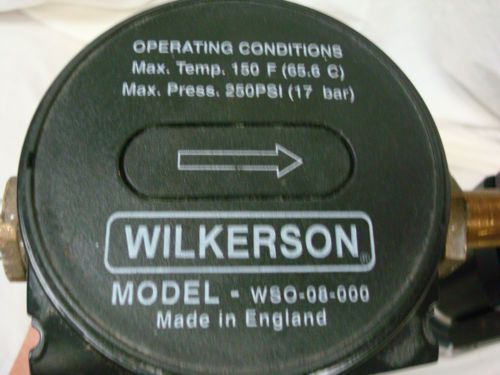 OPERATING CONDITIONS
Max. Temp. 150 F (65.6 C)
Max. Press. 250PSI (17 bar)
WILKERSON®
MODEL - WSO-08-000
Made in England